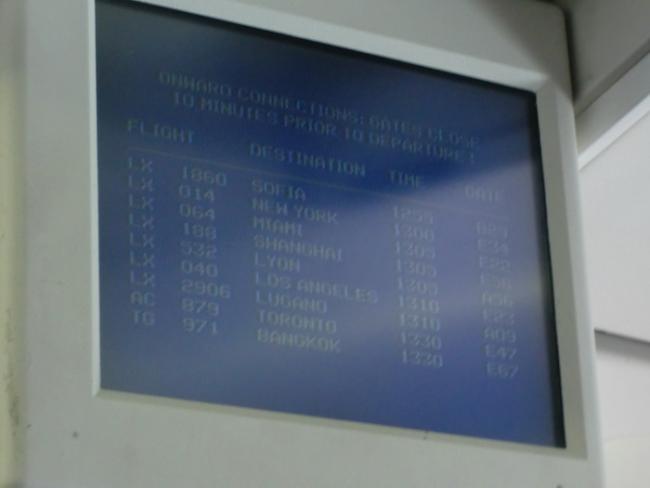 ONWARD CONNECTIONS: GATES CLOSE
10 MINUTES PRIOR TO DEPARTURE!
FLIGHT DESTINATION TIME GATE
LX 1860 SOFIA 1255
LX 014 NEW YORK 1300 E34
LX 064 MIAMI 1305 E22
LX 188 SHANGHAI 1305
LX 532 LYON 1305
LX 040 LOS ANGELES 1310 E23
LX 2906 LUGANO 1310 A09
AC 879 TORONTO 1330 E47
TG 971 BANGKOK 1330 E67